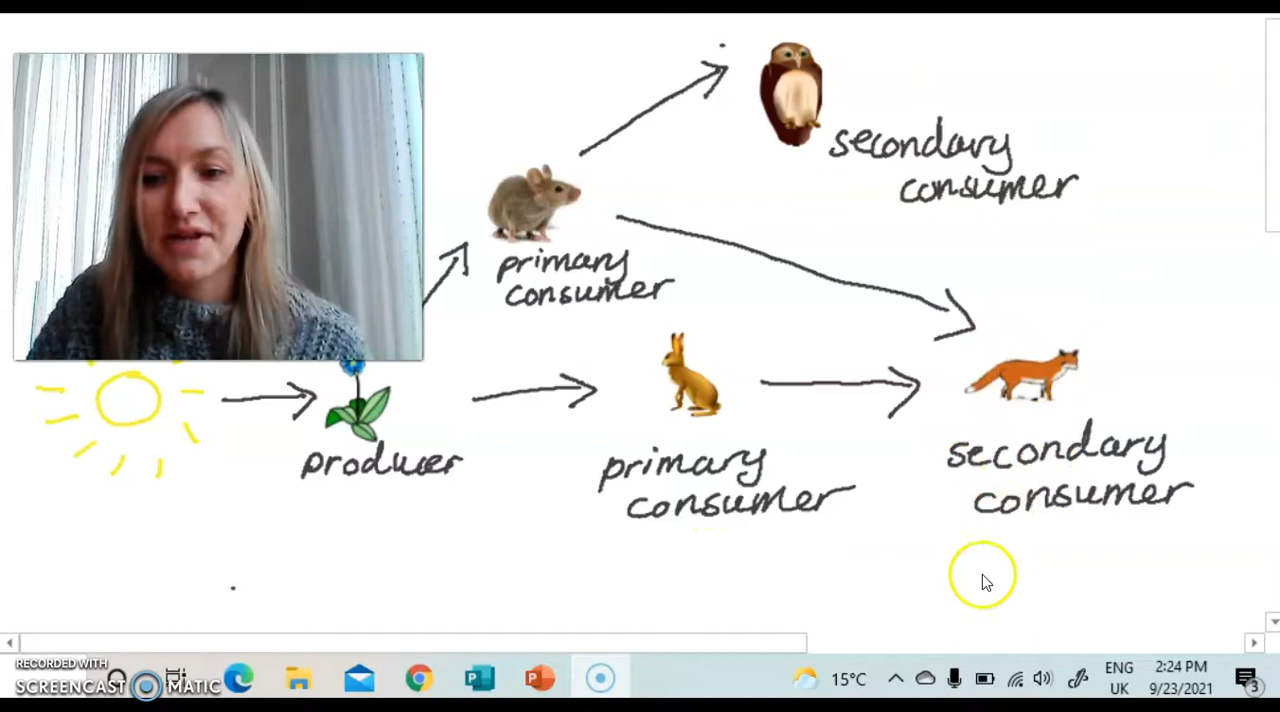 secondary
consumer
primary
consumer
producer
primary
consumer
secondary
consumer
RECORDED WITH
SCREENCAST MATIC
15°C
ENG
UK
2:24 PM
9/23/2021
3